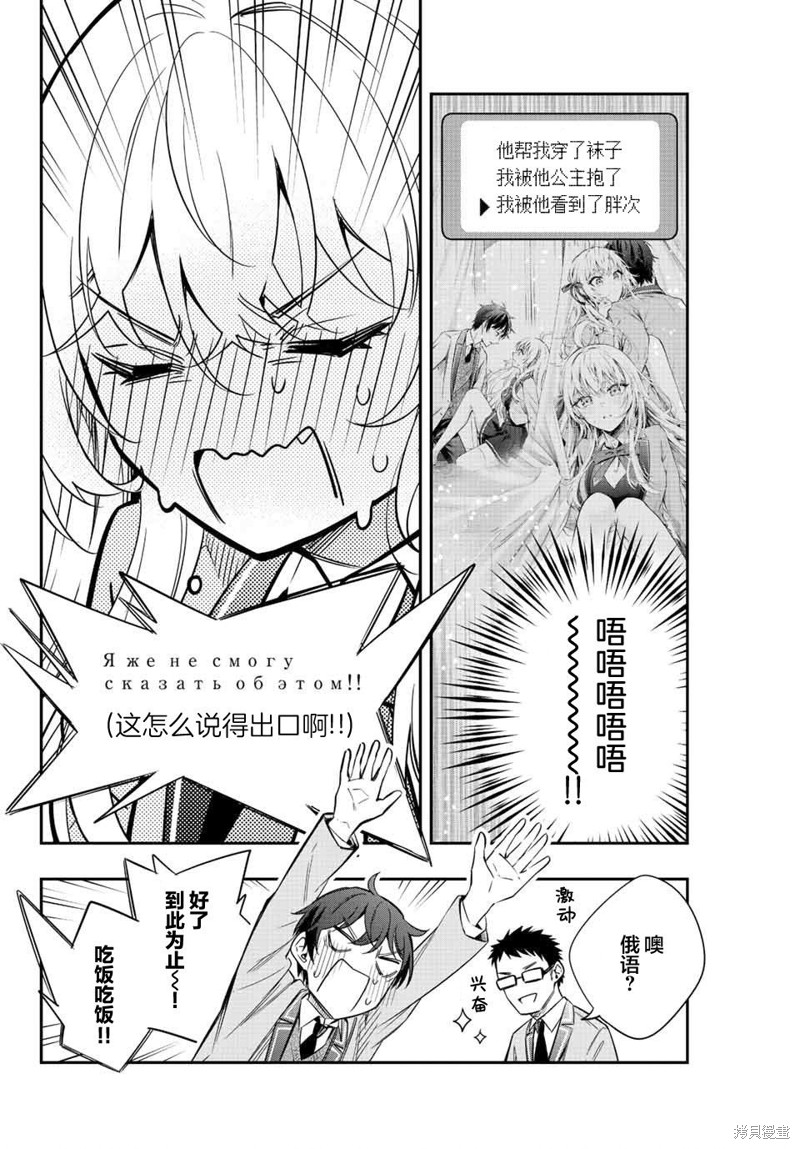 他帮我穿了袜子
我被他公主抱了
▶我被他看到了胖次
唔唔唔唔唔
～～～～!!
Я же не смогу
сказать об этом!!
(这怎么说得出口啊!!)
噢
俄语?
激动
兴奋
好了
到此为止～!
吃饭吃饭!!
拷貝漫畫